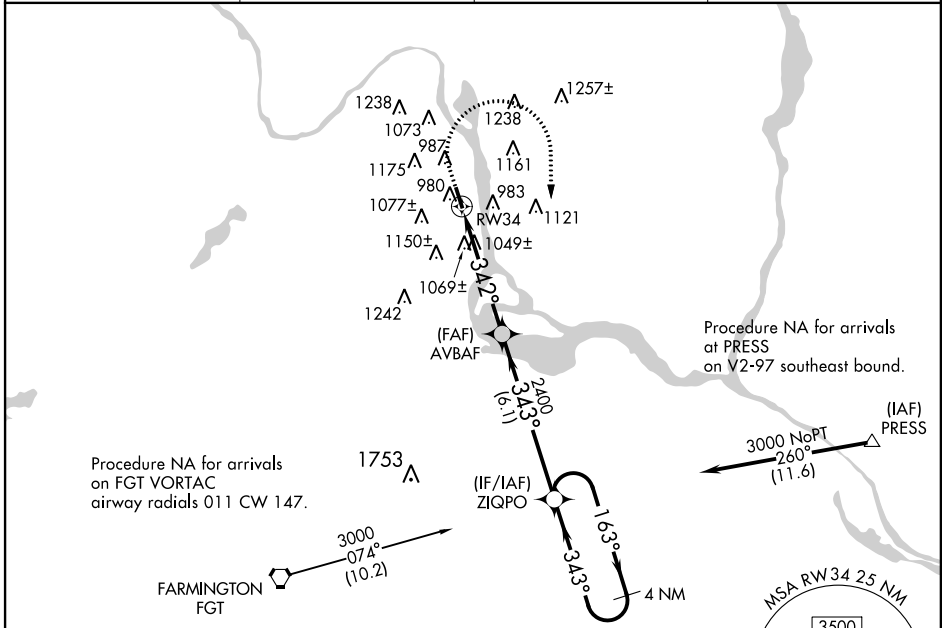 1238
1257±
1238
1073
987
1175
1161
980
983
1077±
RW34
1121
1150±
1049±
1069±
342°
1242
(FAF)
AVBAF
Procedure NA for arrivals
at PRESS
on V2-97 southeast bound.
2400
343°
(6.1)
(IAF)
PRESS
3000 NoPT
260°
(11.6)
1753
Procedure NA for arrivals
on FGT VORTAC
airway radials 011 CW 147.
(IF/IAF)
ZIQPO
163°
343°
4 NM
3000
074°
(10.2)
FARMINGTON
FGT
MSA RW34 25 NM
3500